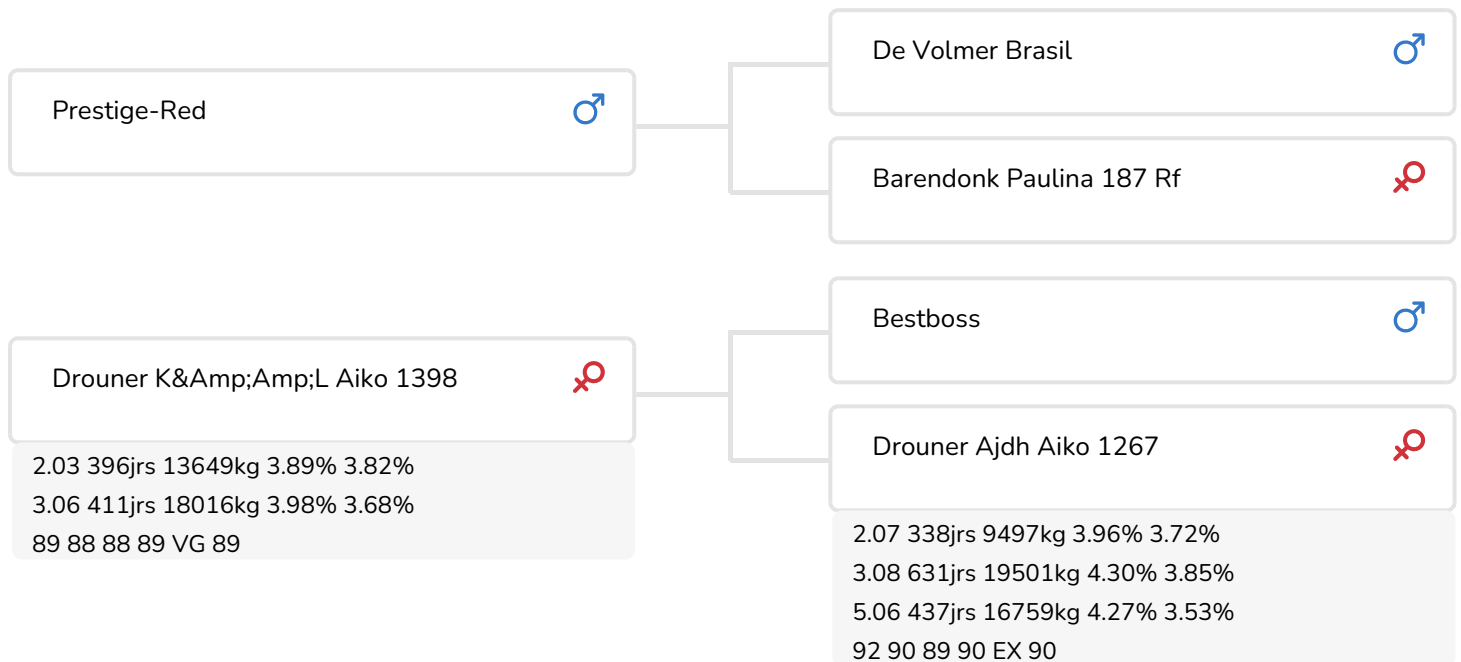 Prestige-Red
De Volmer Brasil
Barendonk Paulina 187 Rf
Drouner K&Amp;Amp;L Aiko 1398
2.03 396jrs 13649kg 3.89% 3.82%
3.06 411jrs 18016kg 3.98% 3.68%
89 88 88 89 VG 89
Bestboss
Drouner Ajdh Aiko 1267
2.07 338jrs 9497kg 3.96% 3.72%
3.08 631jrs 19501kg 4.30% 3.85%
5.06 437jrs 16759kg 4.27% 3.53%
92 90 89 90 EX 90